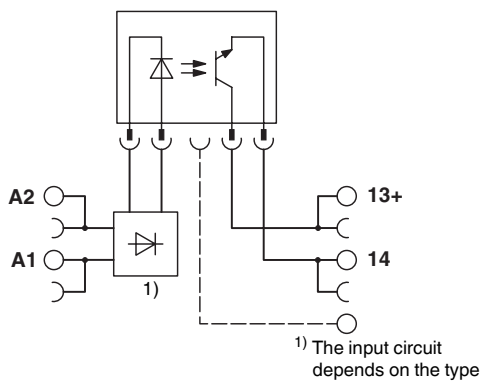 A2
13+
A1
14
1)
1) The input circuit
depends on the type